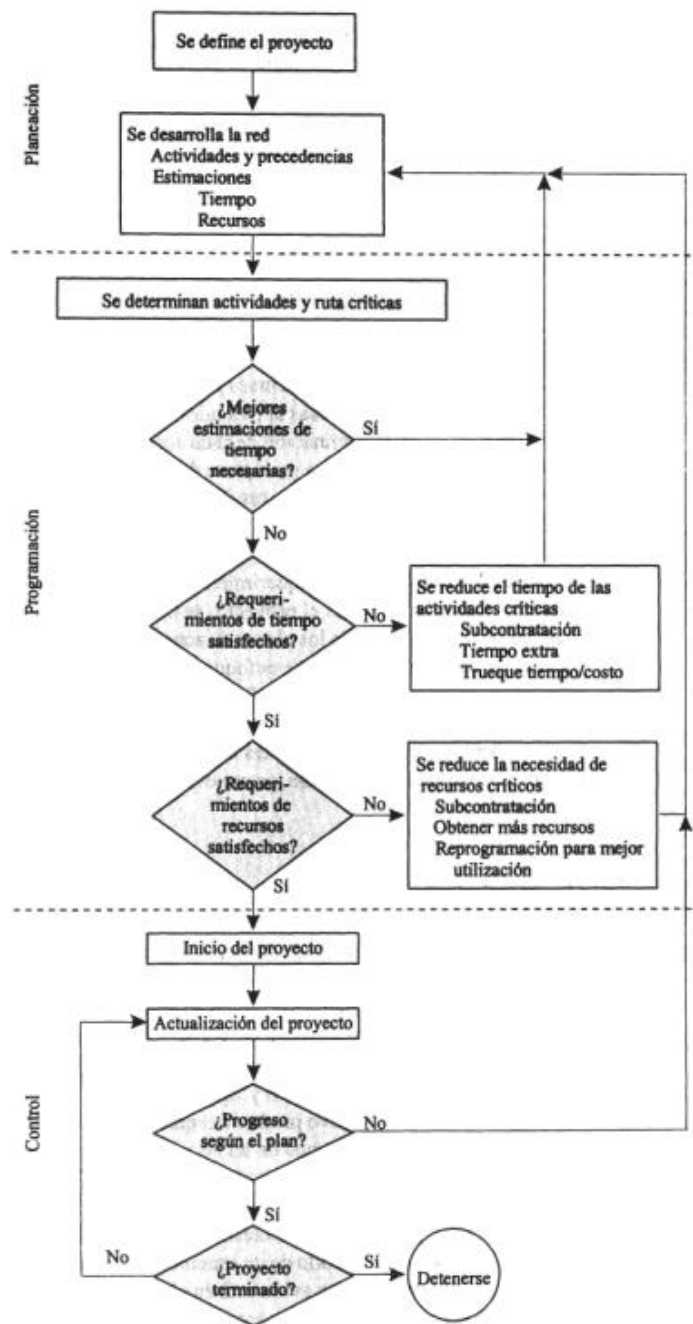 Se define el proyecto
Planeación
Se desarrolla la red
Actividades y precedencias
Estimaciones
Tiempo
Recursos
Se determinan actividades y ruta críticas
Programación
¿Mejores
estimaciones de
tiempo
necesarias?
Sí
No
¿Requeri-
mientos de tiempo
satisfechos?
No
Se reduce el tiempo de las
actividades críticas
Subcontratación
Tiempo extra
Trueque tiempo/costo
Sí
¿Requeri-
mientos de
recursos
satisfechos?
No
Se reduce la necesidad de
recursos críticos
Subcontratación
Obtener más recursos
Reprogramación para mejor
utilización
Sí
Inicio del proyecto
Control
Actualización del proyecto
¿Progreso
según el plan?
No
Sí
No
¿Proyecto
terminado?
Sí
Detenerse